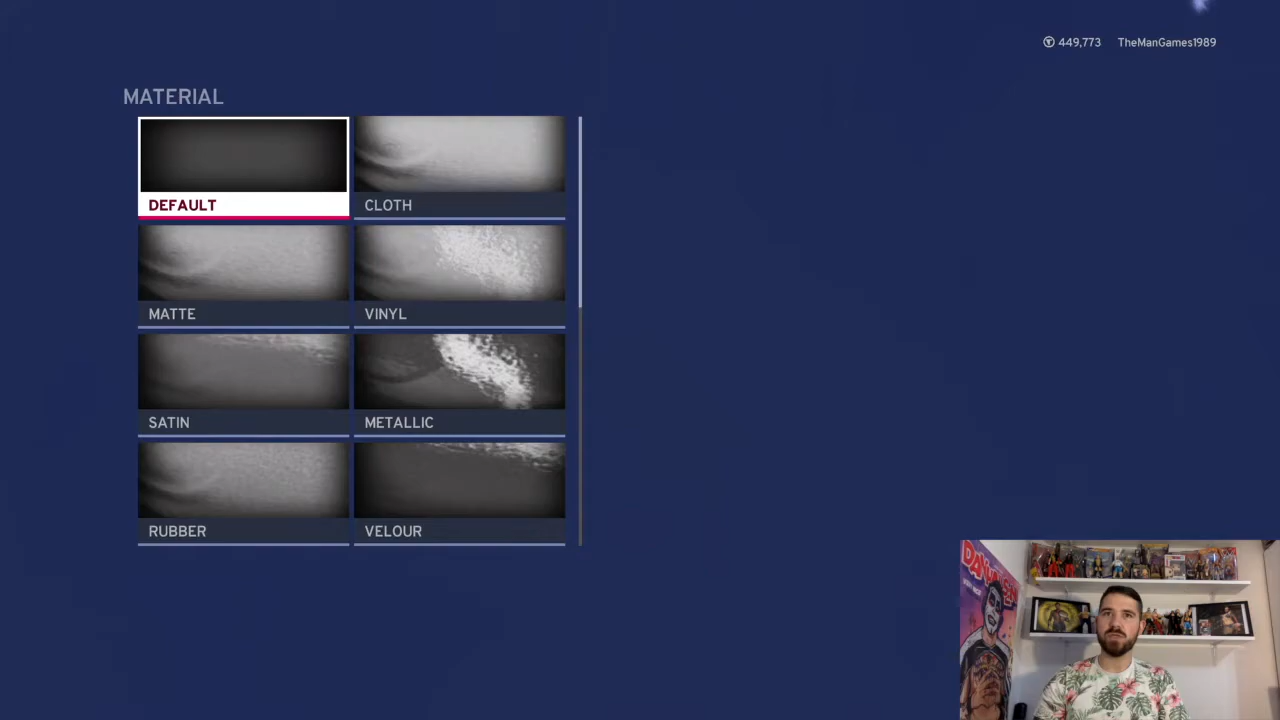 449,773 TheManGames1989
MATERIAL
DEFAULT CLOTH
MATTE VINYL
SATIN METALLIC
RUBBER VELOUR